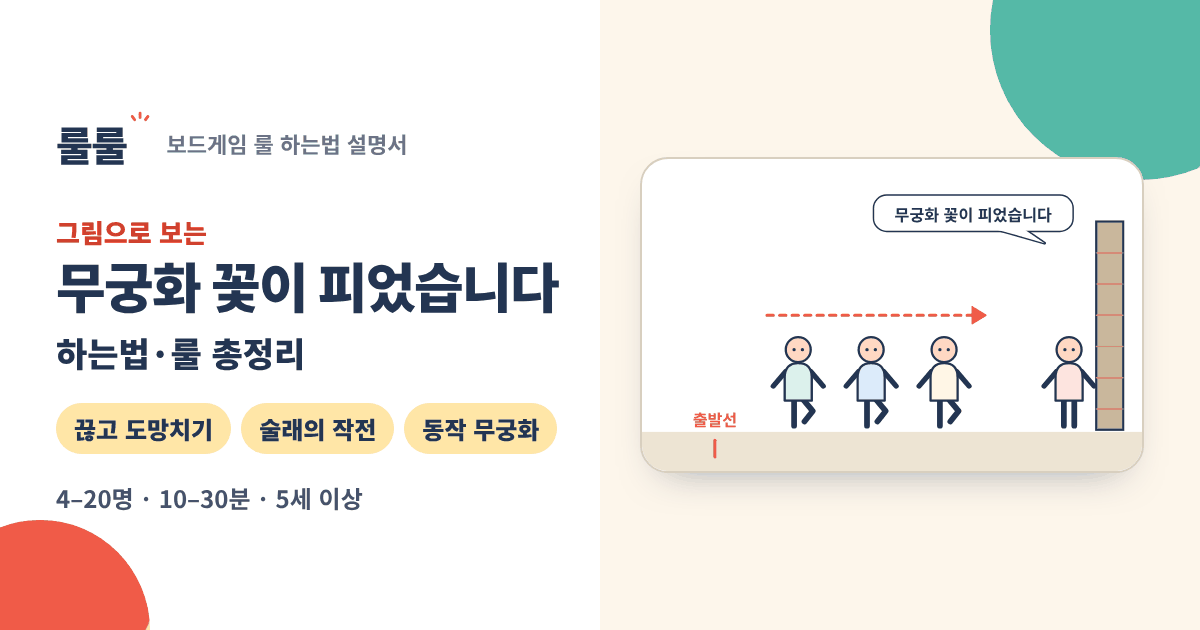 룰룰 보드게임 룰 하는법 설명서
그림으로 보는
무궁화 꽃이 피었습니다
하는법·룰 총정리
끊고 도망치기 술래의 작전 동작 무궁화
4–20명 · 10–30분 · 5세 이상
무궁화 꽃이 피었습니다
출발선